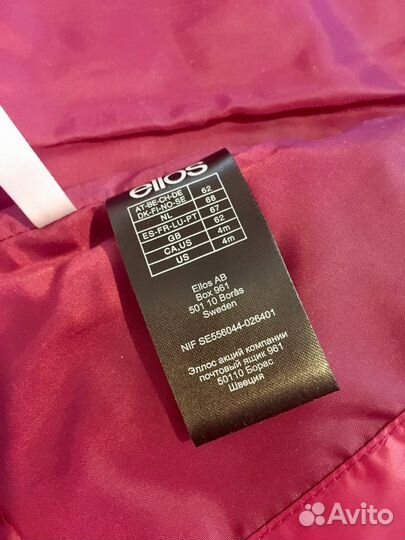 ellos
AT-BE-CH-DE
DK-FI-NO-SE 62
NL 68
ES-FR-LU-PT 67
GB 62
CA,US 4m
US 4m
Ellos AB
Box 961
501 10 Borås
Sweden
NIF SE556044-026401
Эллос акций компании
почтовый ящик 961
50110 Борас
Швеция
Avito